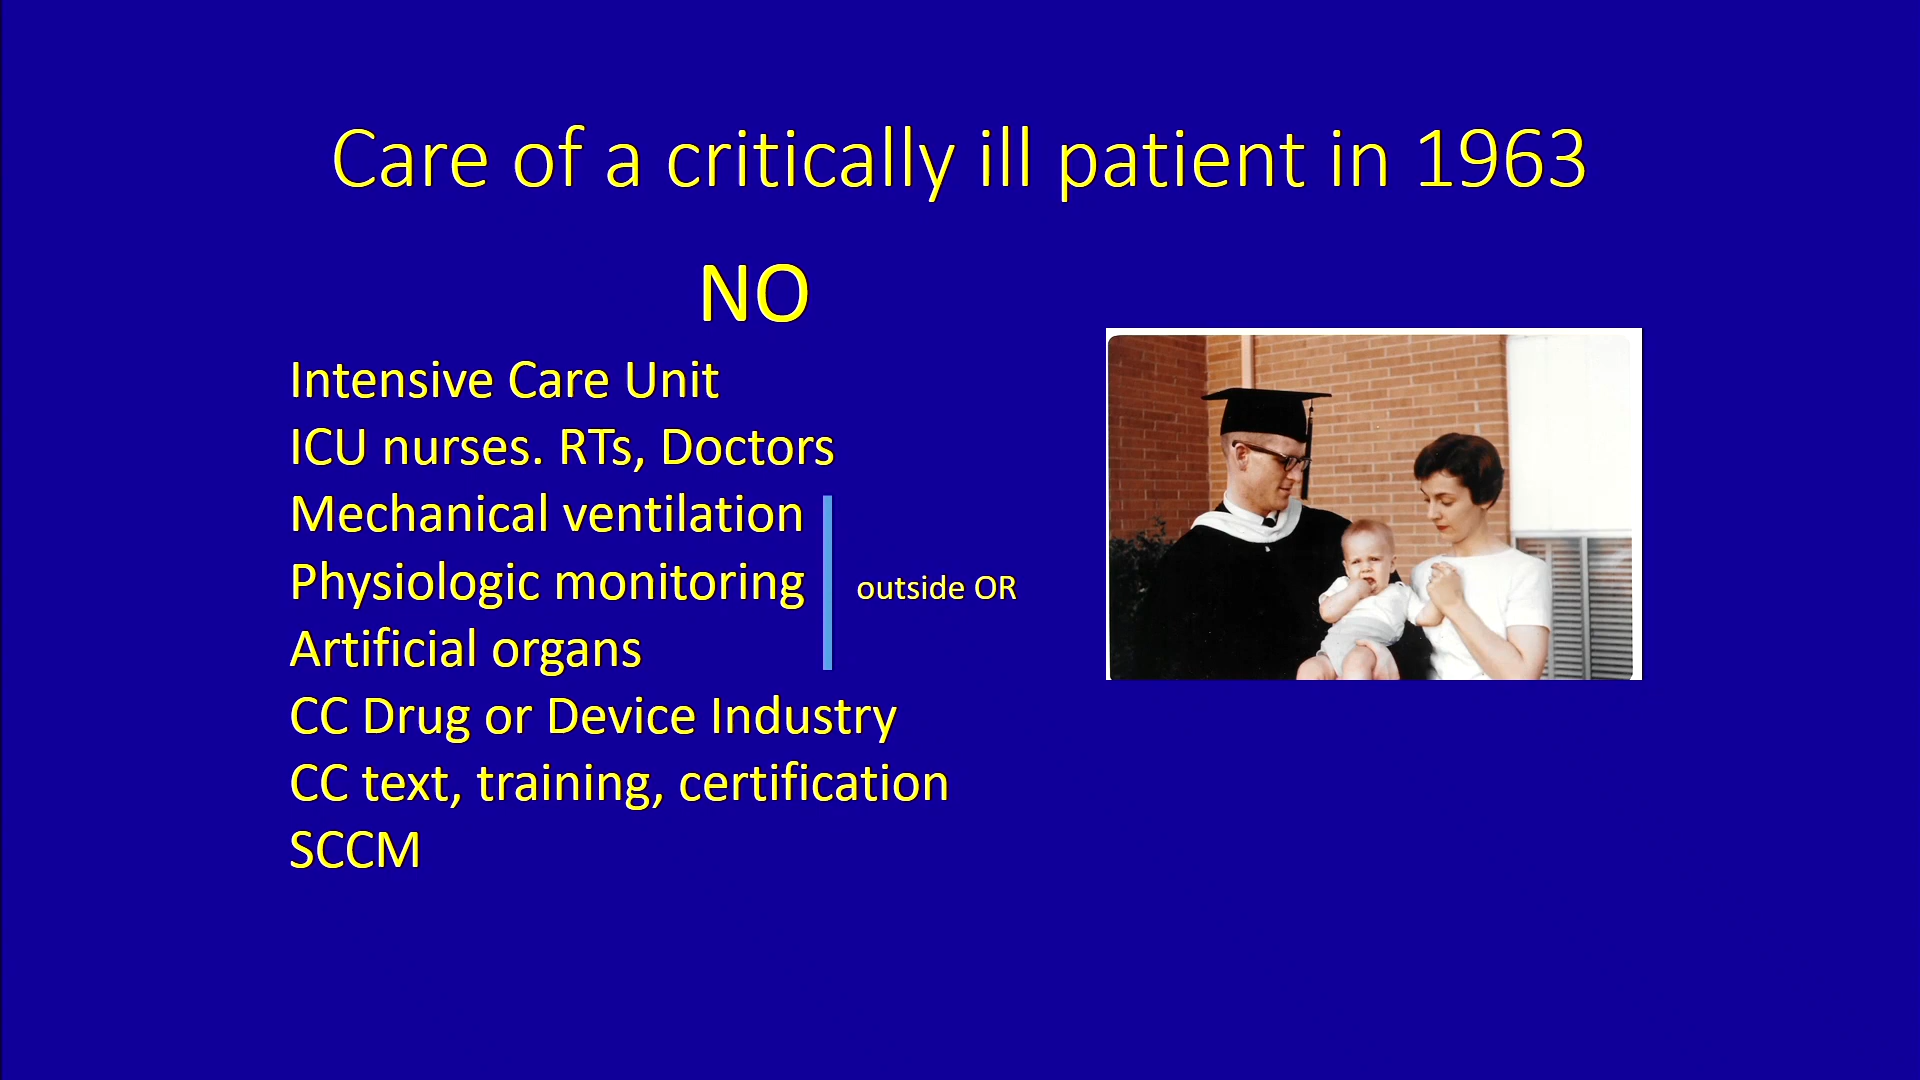 Care of a critically ill patient in 1963
NO
Intensive Care Unit
ICU nurses. RTs, Doctors
Mechanical ventilation
Physiologic monitoring
outside OR
Artificial organs
CC Drug or Device Industry
CC text, training, certification
SCCM